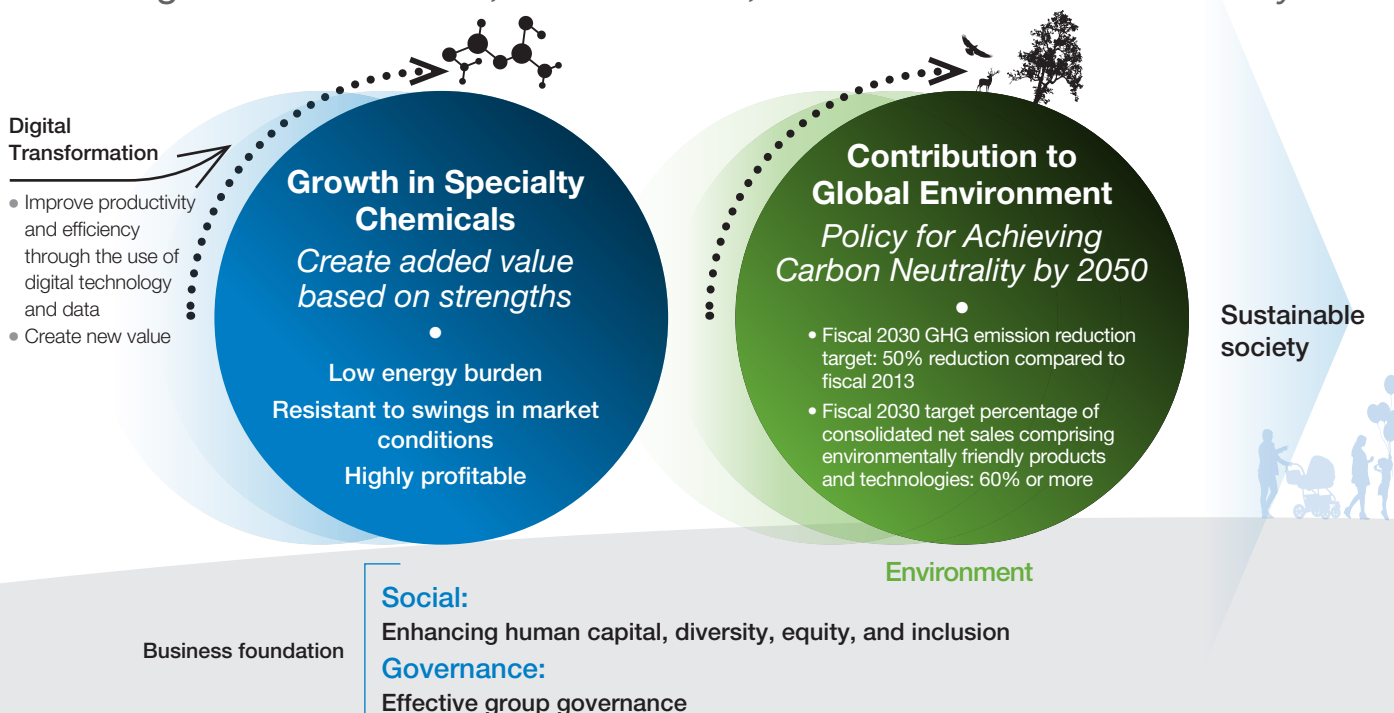 Digital
Transformation
• Improve productivity
and efficiency
through the use of
digital technology
and data
• Create new value
Growth in Specialty
Chemicals
Create added value
based on strengths
•
Low energy burden
Resistant to swings in market
conditions
Highly profitable
Contribution to
Global Environment
Policy for Achieving
Carbon Neutrality by 2050
•
• Fiscal 2030 GHG emission reduction
target: 50% reduction compared to
fiscal 2013
• Fiscal 2030 target percentage of
consolidated net sales comprising
environmentally friendly products
and technologies: 60% or more
Sustainable
society
Environment
Business foundation
Social:
Enhancing human capital, diversity, equity, and inclusion
Governance:
Effective group governance